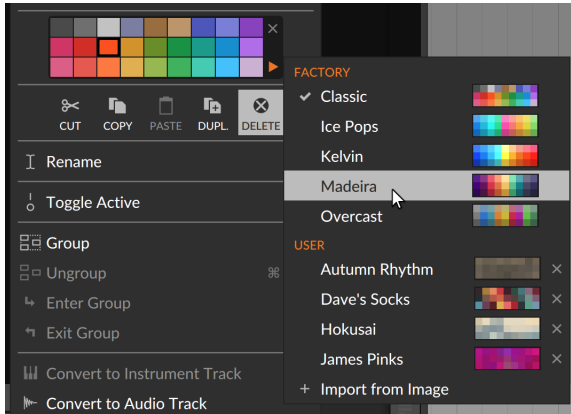 CUT COPY PASTE DUPL. DELETE
Rename
Toggle Active
Group
Ungroup ⌘
Enter Group
Exit Group
Convert to Instrument Track
Convert to Audio Track
FACTORY
Classic
Ice Pops
Kelvin
Madeira
Overcast
USER
Autumn Rhythm
Dave's Socks
Hokusai
James Pinks
+ Import from Image